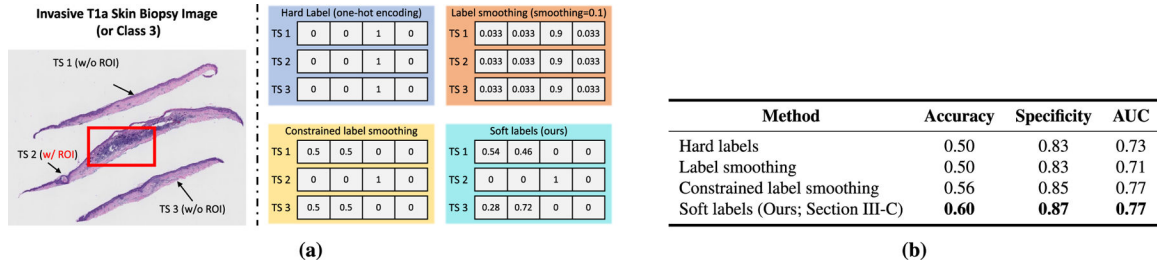 Invasive T1a Skin Biopsy Image
(or Class 3)
TS 1 (w/o ROI)
TS 2 (w/ ROI)
TS 3 (w/o ROI)
Hard Label (one-hot encoding)
TS 1 0 0 1 0
TS 2 0 0 1 0
TS 3 0 0 1 0
Label smoothing (smoothing=0.1)
TS 1 0.033 0.033 0.9 0.033
TS 2 0.033 0.033 0.9 0.033
TS 3 0.033 0.033 0.9 0.033
Constrained label smoothing
TS 1 0.5 0.5 0 0
TS 2 0 0 1 0
TS 3 0.5 0.5 0 0
Soft labels (ours)
TS 1 0.54 0.46 0 0
TS 2 0 0 1 0
TS 3 0.28 0.72 0 0
(a)
Method Accuracy Specificity AUC
Hard labels 0.50 0.83 0.73
Label smoothing 0.50 0.83 0.71
Constrained label smoothing 0.56 0.85 0.77
Soft labels (Ours; Section III-C) 0.60 0.87 0.77
(b)